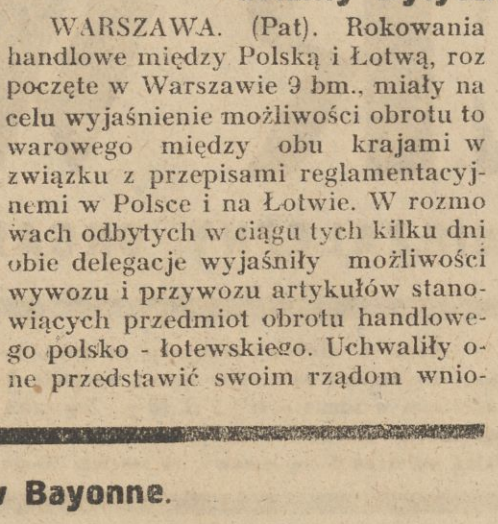 WARSZAWA. (Pat). Rokowania
handlowe między Polską i Łotwą, roz
poczęte w Warszawie 9 bm., miały na
celu wyjaśnienie możliwości obrotu to
warowego między obu krajami w
związku z przepisami reglamentacyj-
nemi w Polsce i na Łotwie. W rozmo
wach odbytych w ciągu tych kilku dni
obie delegacje wyjaśniły możliwości
wywozu i przywozu artykułów stano-
wiących przedmiot obrotu handlowe-
go polsko - łotewskiego. Uchwaliły o-
ne przedstawić swoim rządom wnio-
Bayonne.